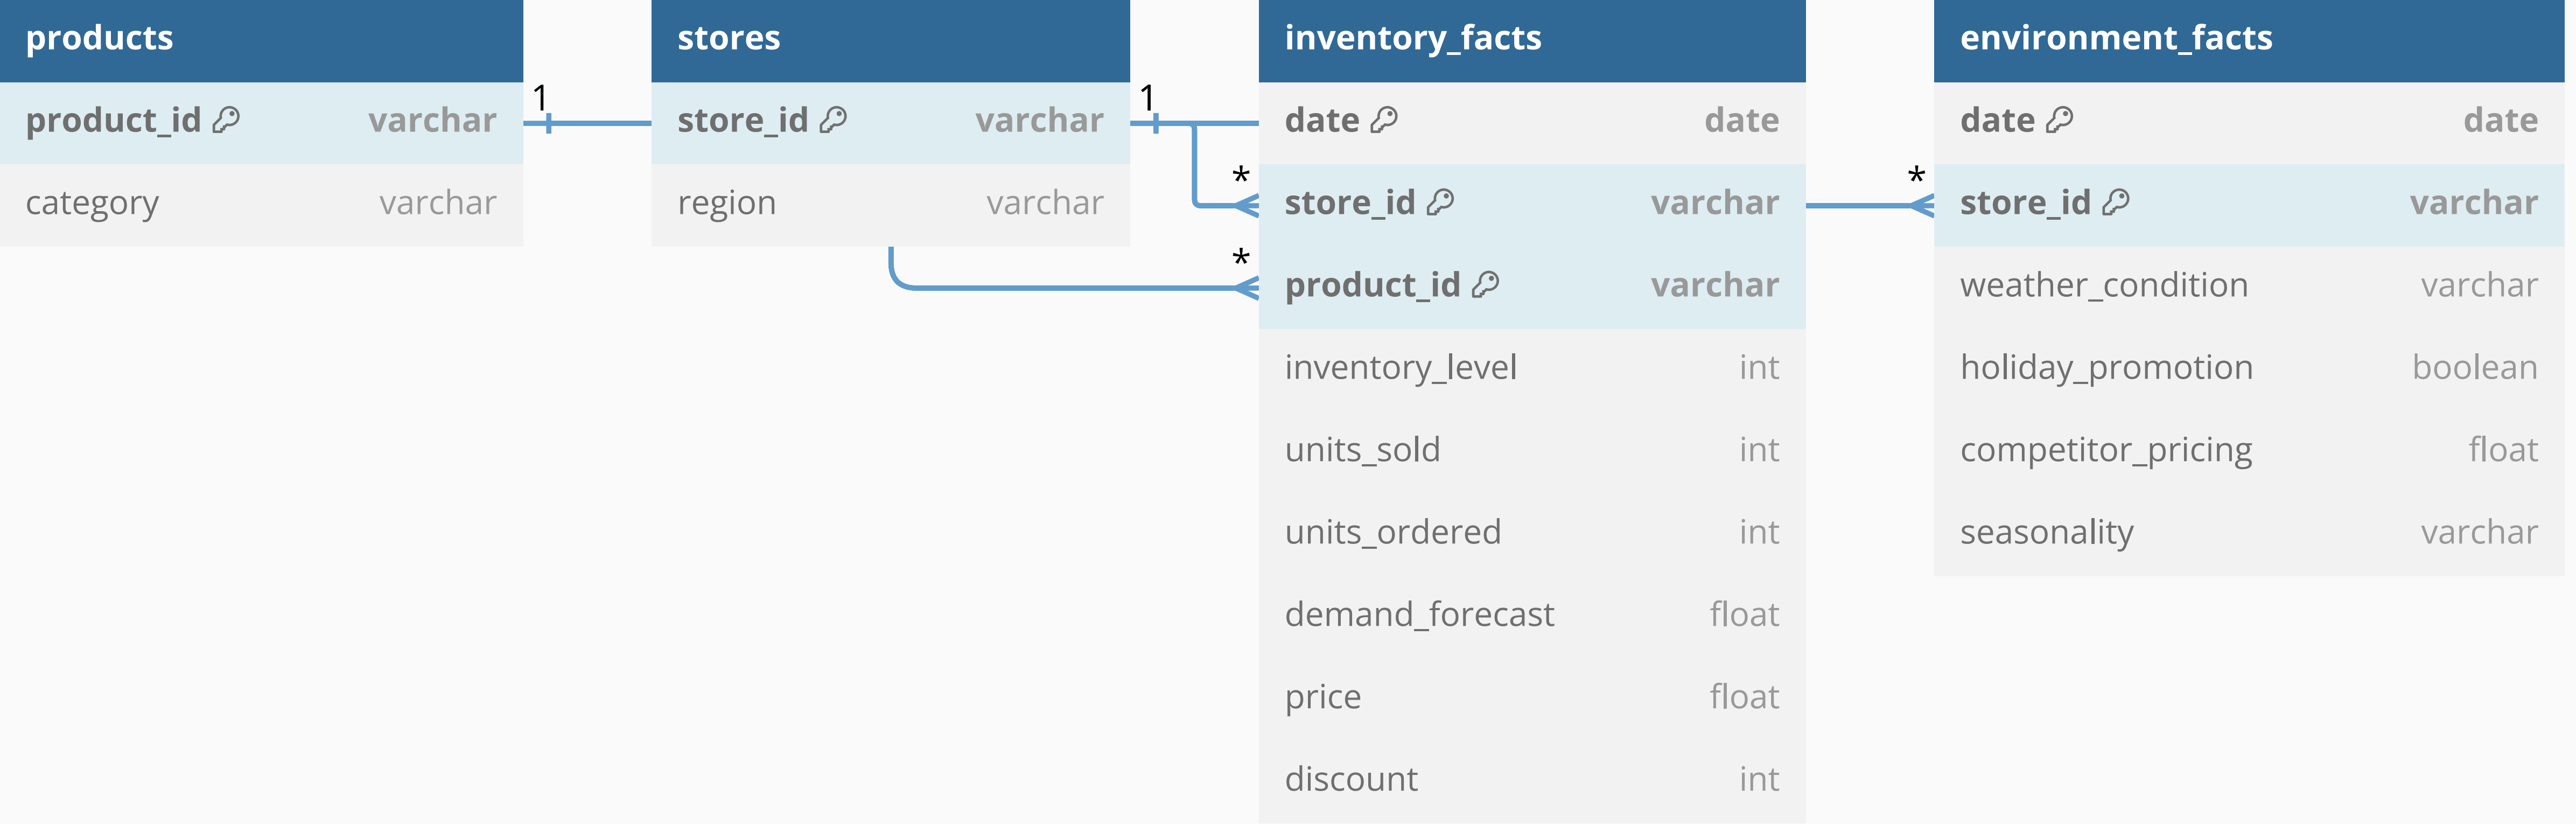 products
product_id varchar
category varchar
1
stores
store_id varchar
region varchar
1
*
*
inventory_facts
date date
store_id varchar
product_id varchar
inventory_level int
units_sold int
units_ordered int
demand_forecast float
price float
discount int
*
environment_facts
date date
store_id varchar
weather_condition varchar
holiday_promotion boolean
competitor_pricing float
seasonality varchar